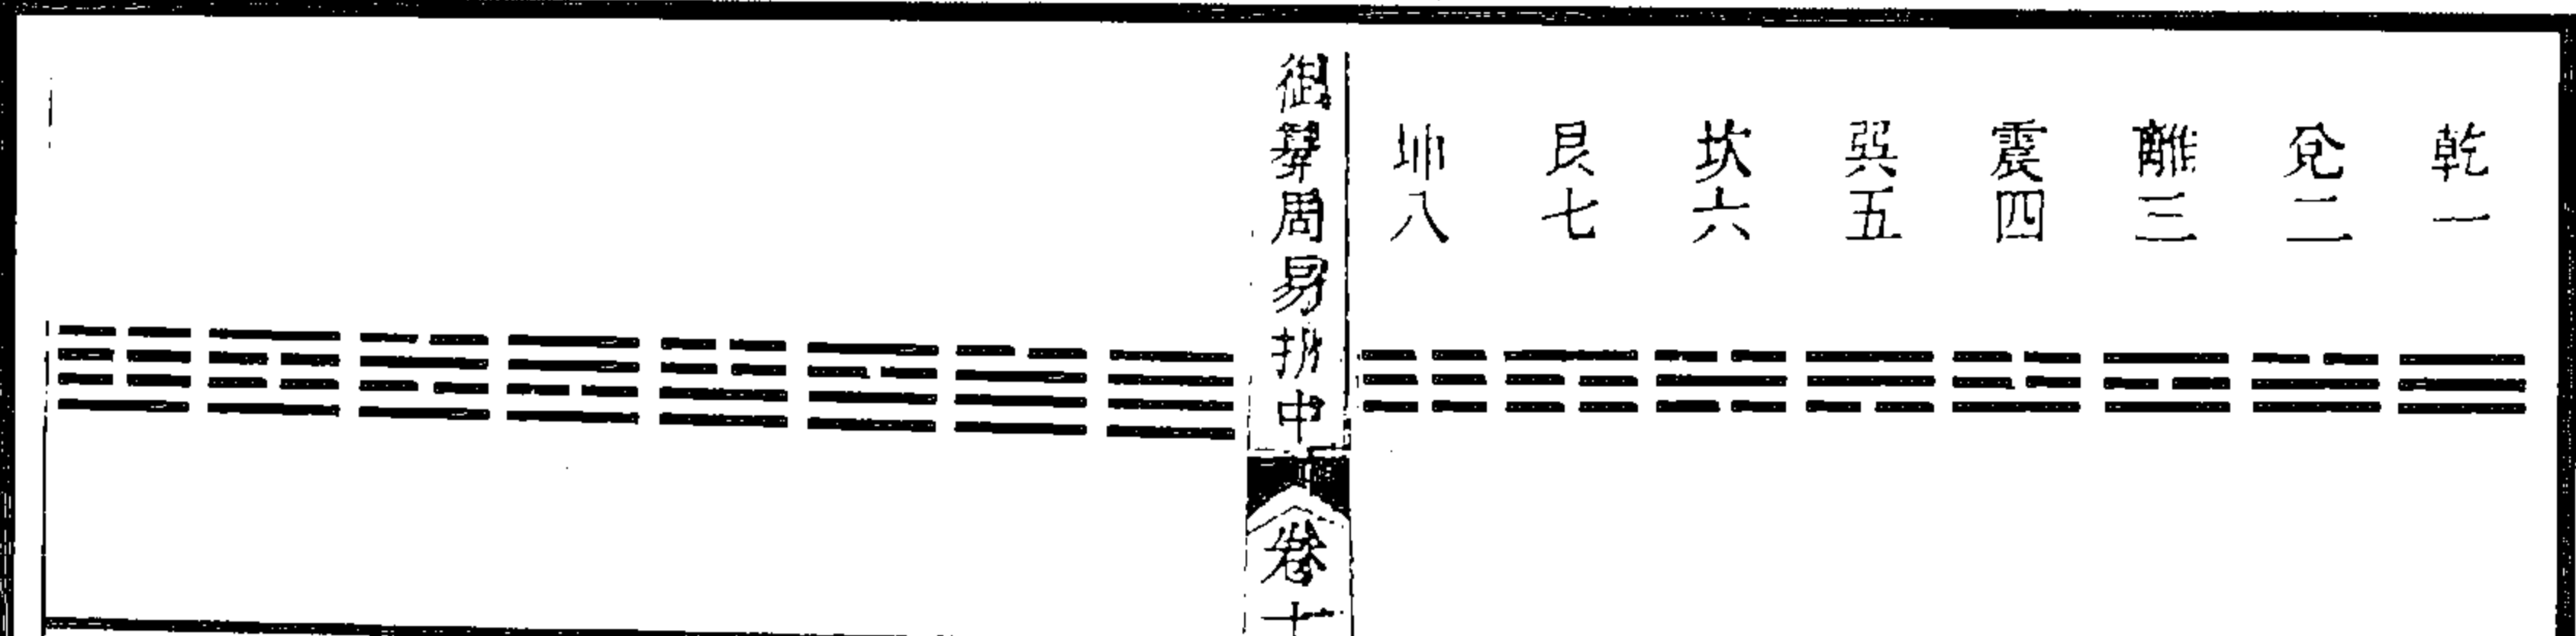 乾一
兌二
離三
震四
巽五
坎六
艮七
坤八
御纂周易折中
卷十